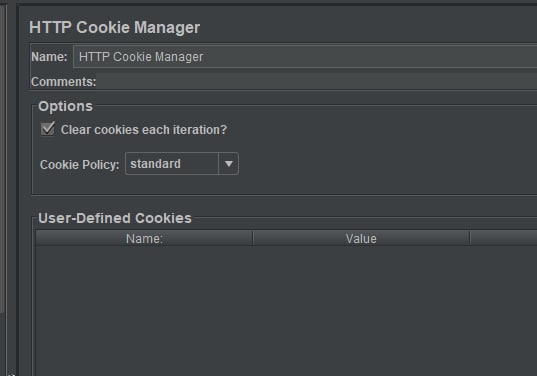 HTTP Cookie Manager
Name: HTTP Cookie Manager
Comments:
Options
Clear cookies each iteration?
Cookie Policy: standard
User-Defined Cookies
Name: Value